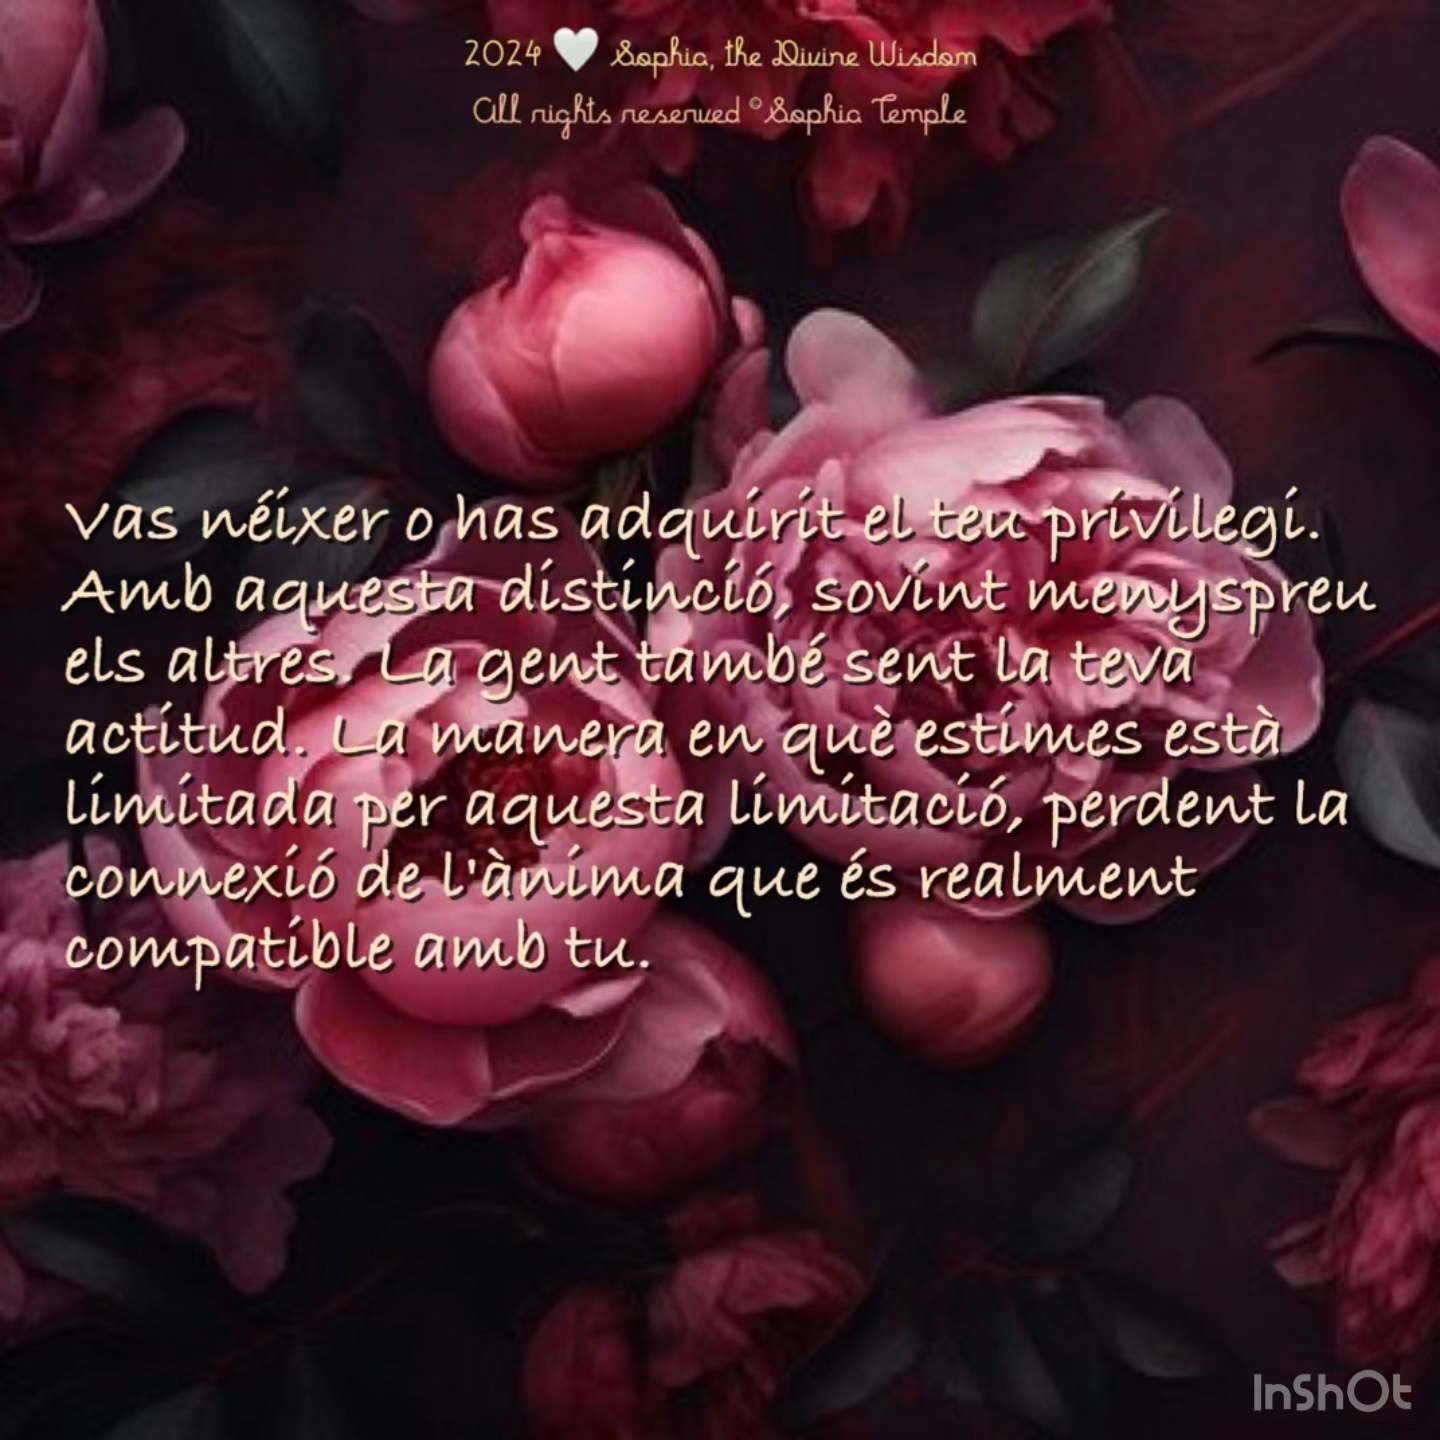 2024 🤍 Sophia, the Divine Wisdom
All rights reserved ©Sophia Temple
Vas néixer o has adquirit el teu privilegi.
Amb aquesta distinció, sovint menyspreu
els altres. La gent també sent la teva
actitud. La manera en què estimes està
limitada per aquesta limitació, perdent la
connexió de l'ànima que és realment
compatible amb tu.
InShOt